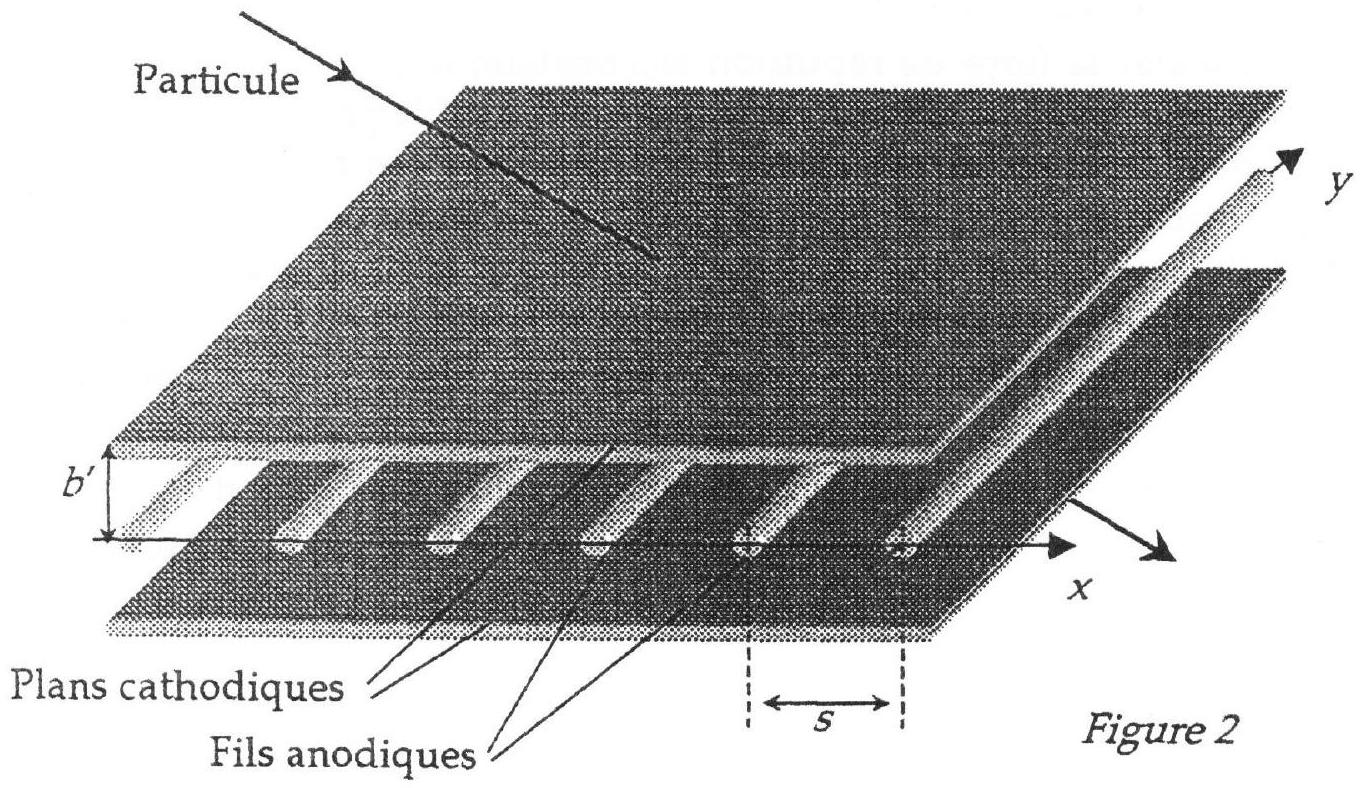 Particule
y
b'
x
Plans cathodiques
s
Figure 2
Fils anodiques